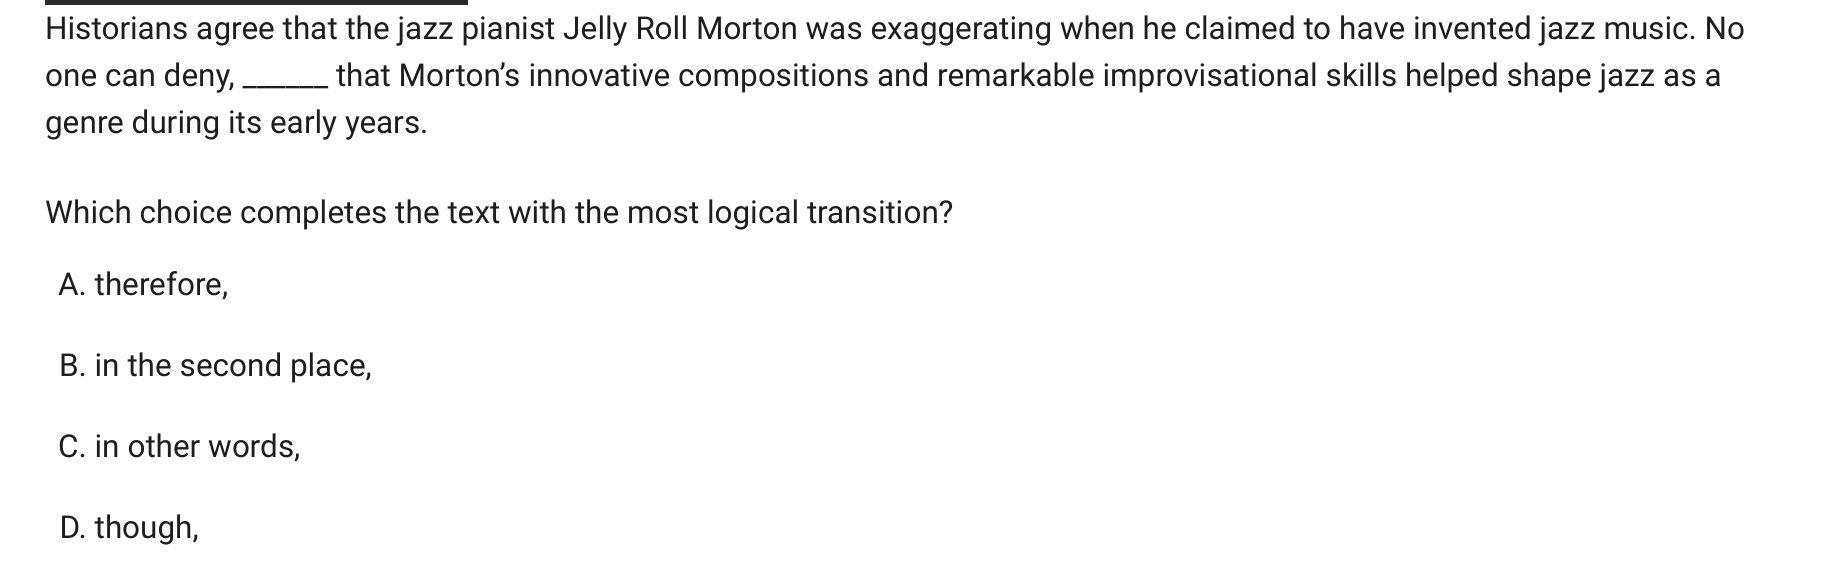 Historians agree that the jazz pianist Jelly Roll Morton was exaggerating when he claimed to have invented jazz music. No
one can deny, ______ that Morton’s innovative compositions and remarkable improvisational skills helped shape jazz as a
genre during its early years.
Which choice completes the text with the most logical transition?
A. therefore,
B. in the second place,
C. in other words,
D. though,